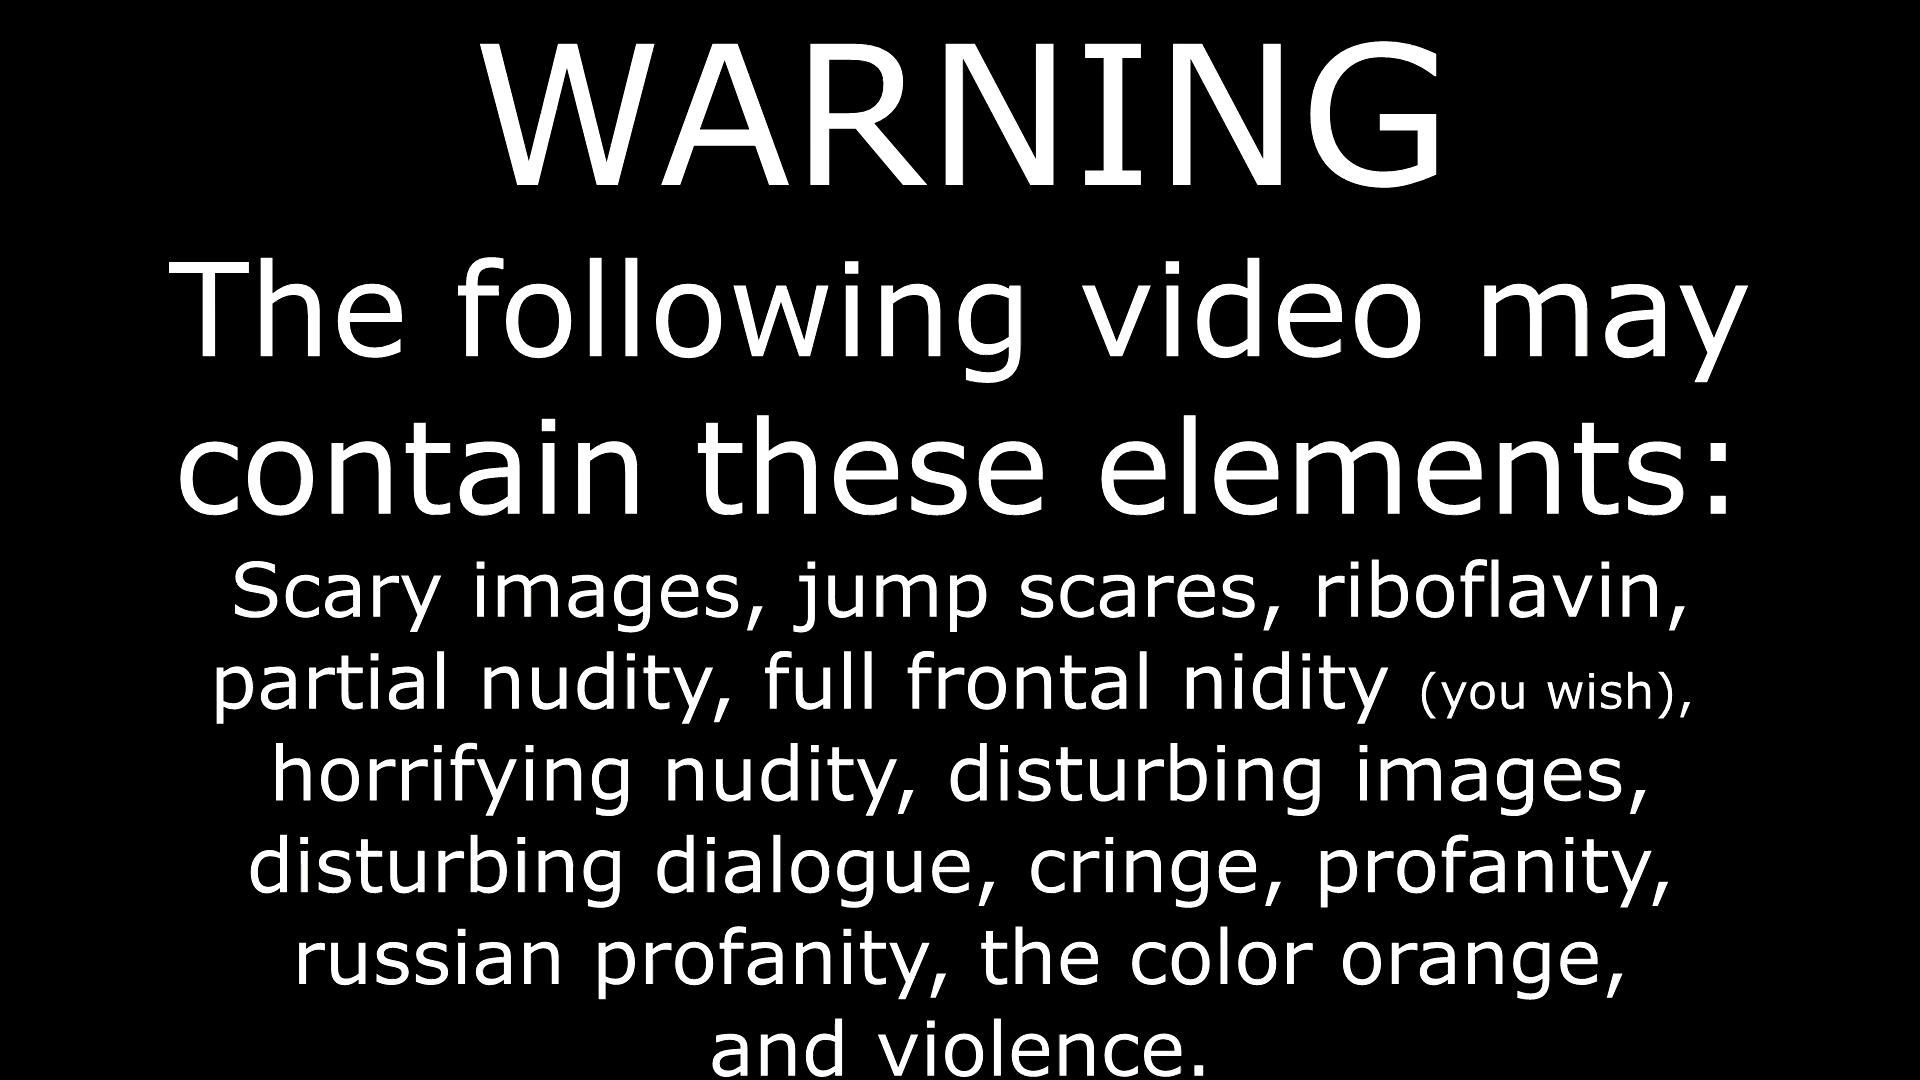 WARNING
The following video may
contain these elements:
Scary images, jump scares, riboflavin,
partial nudity, full frontal nidity (you wish),
horrifying nudity, disturbing images,
disturbing dialogue, cringe, profanity,
russian profanity, the color orange,
and violence.